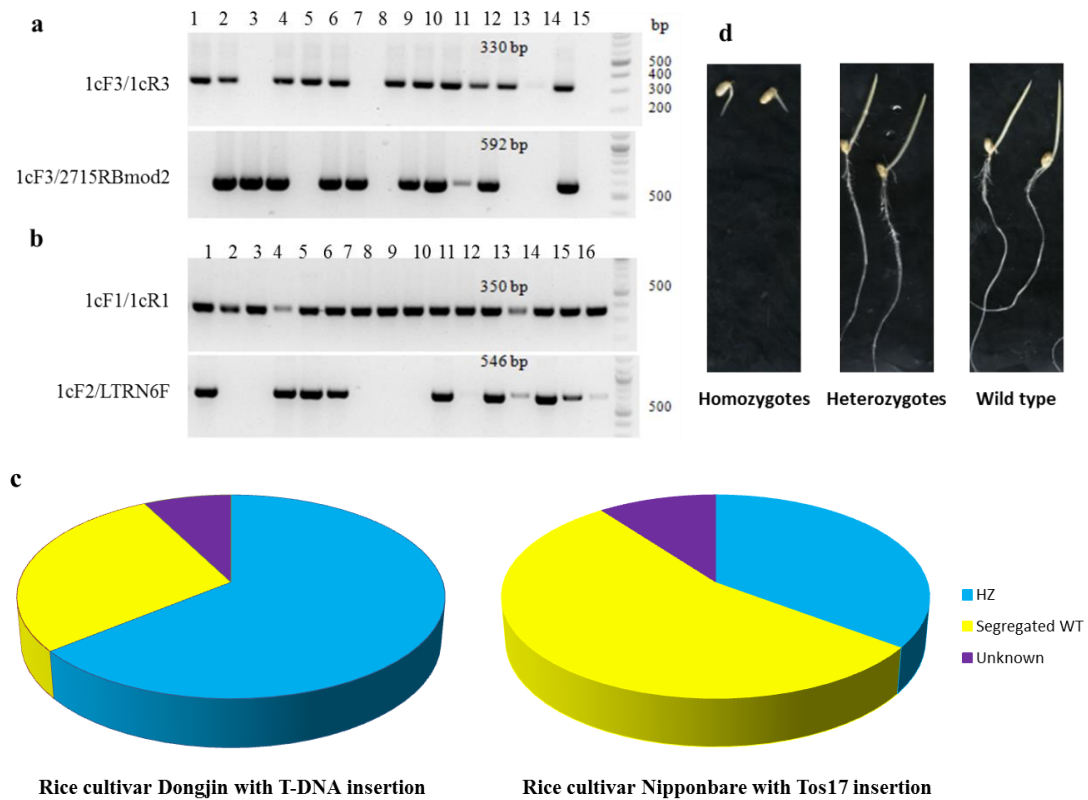 a
1 2 3 4 5 6 7 8 9 10 11 12 13 14 15
bp
1cF3/1cR3
330 bp
500
400
300
200
1cF3/2715RBmod2
592 bp
500
b
1 2 3 4 5 6 7 8 9 10 11 12 13 14 15 16
1cF1/1cR1
350 bp
500
1cF2/LTRN6F
546 bp
500
d
Homozygotes
Heterozygotes
Wild type
c
HZ
Segregated WT
Unknown
Rice cultivar Dongjin with T-DNA insertion
Rice cultivar Nipponbare with Tos17 insertion